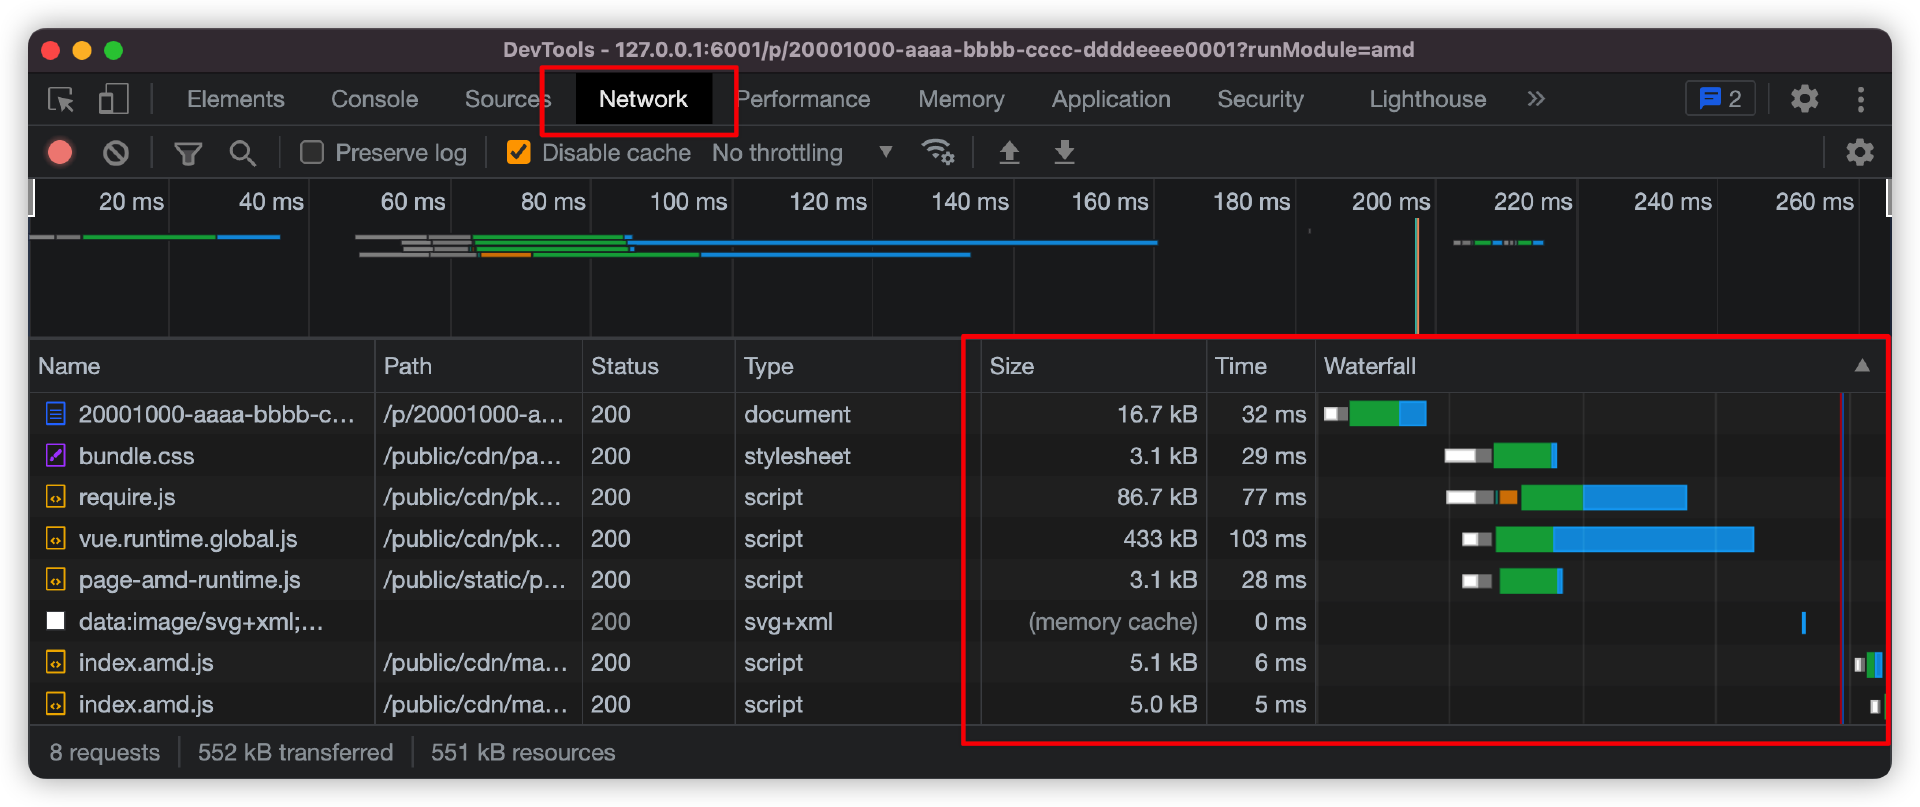 DevTools - 127.0.0.1:6001/p/20001000-aaaa-bbbb-cccc-ddddeeee0001?runModule=amd
Elements Console Sources Network Performance Memory Application Security Lighthouse » 2
Preserve log Disable cache No throttling
20 ms 40 ms 60 ms 80 ms 100 ms 120 ms 140 ms 160 ms 180 ms 200 ms 220 ms 240 ms 260 ms
Name Path Status Type Size Time Waterfall
20001000-aaaa-bbbb-c... /p/20001000-a... 200 document 16.7 kB 32 ms
bundle.css /public/cdn/pa... 200 stylesheet 3.1 kB 29 ms
require.js /public/cdn/pk... 200 script 86.7 kB 77 ms
vue.runtime.global.js /public/cdn/pk... 200 script 433 kB 103 ms
page-amd-runtime.js /public/static/p... 200 script 3.1 kB 28 ms
data:image/svg+xml;... 200 svg+xml (memory cache) 0 ms
index.amd.js /public/cdn/ma... 200 script 5.1 kB 6 ms
index.amd.js /public/cdn/ma... 200 script 5.0 kB 5 ms
8 requests 552 kB transferred 551 kB resources